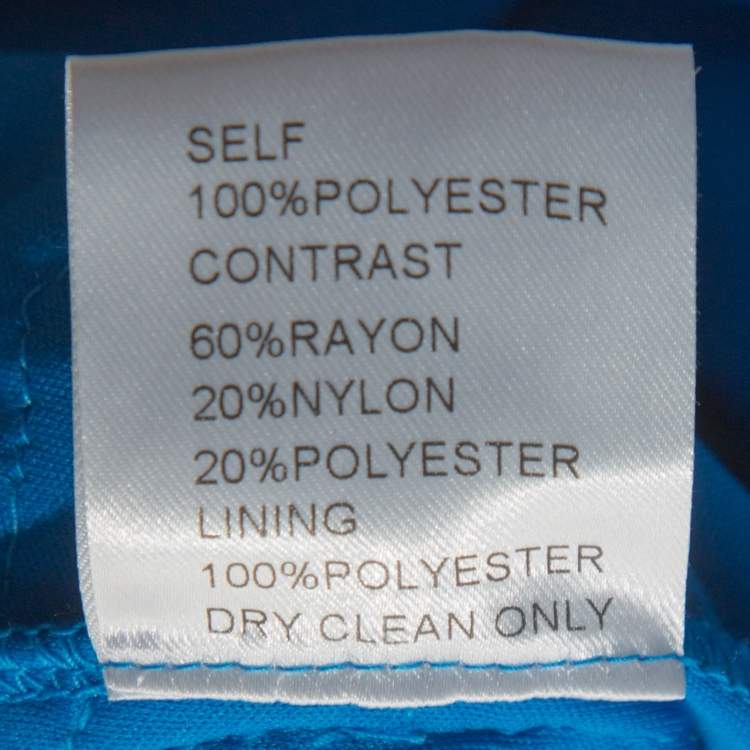 SELF
100%POLYESTER
CONTRAST
60%RAYON
20%NYLON
20%POLYESTER
LINING
100%POLYESTER
DRY CLEAN ONLY